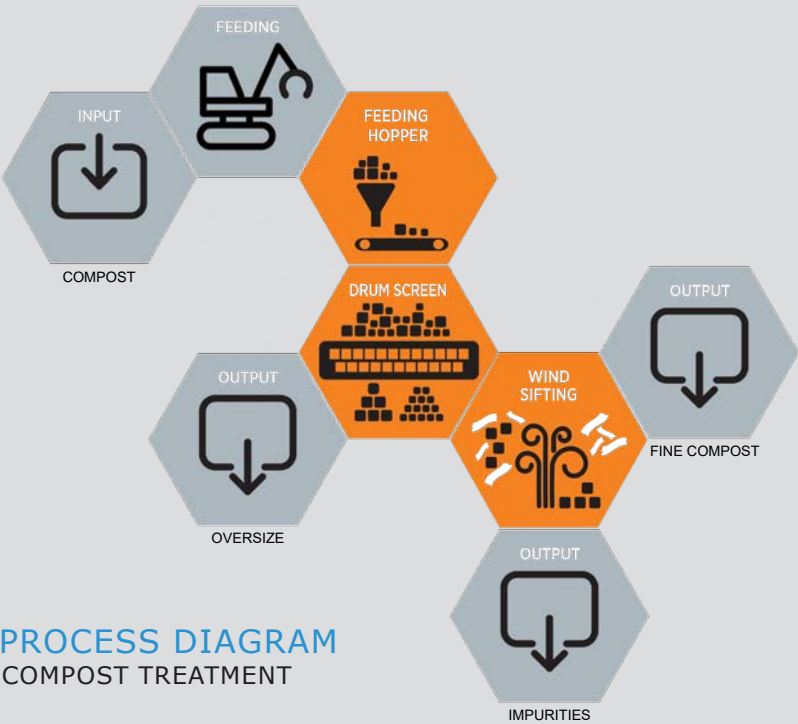 FEEDING
INPUT
COMPOST
FEEDING
HOPPER
DRUM SCREEN
OUTPUT
OVERSIZE
WIND
SIFTING
OUTPUT
FINE COMPOST
OUTPUT
IMPURITIES
PROCESS DIAGRAM
COMPOST TREATMENT